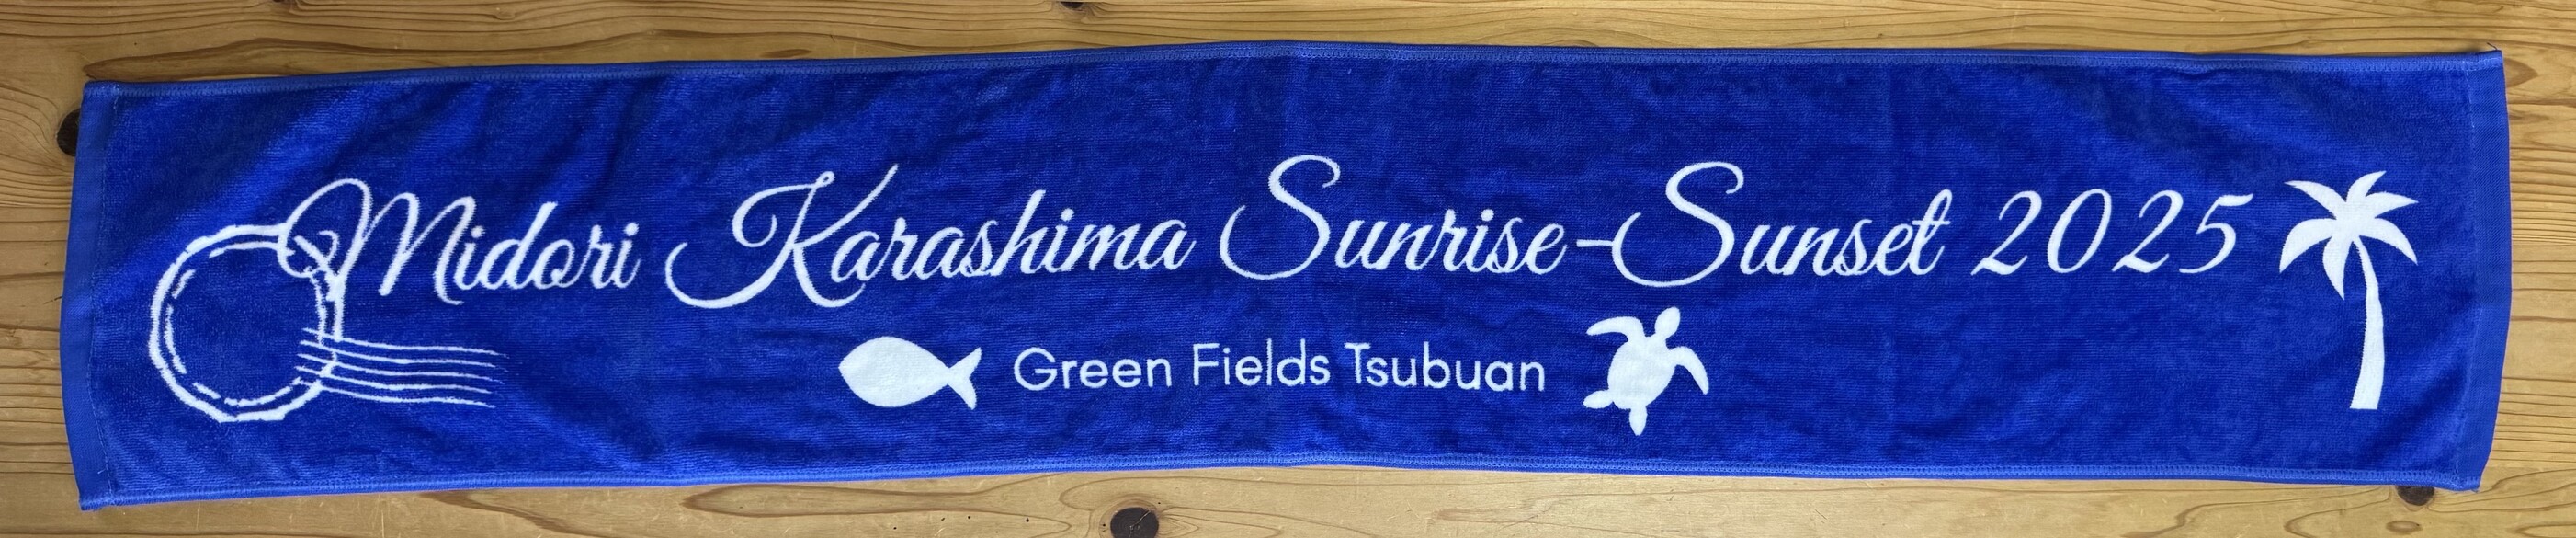 Midori Karashima Sunrise-Sunset 2025
Green Fields Tsubuan